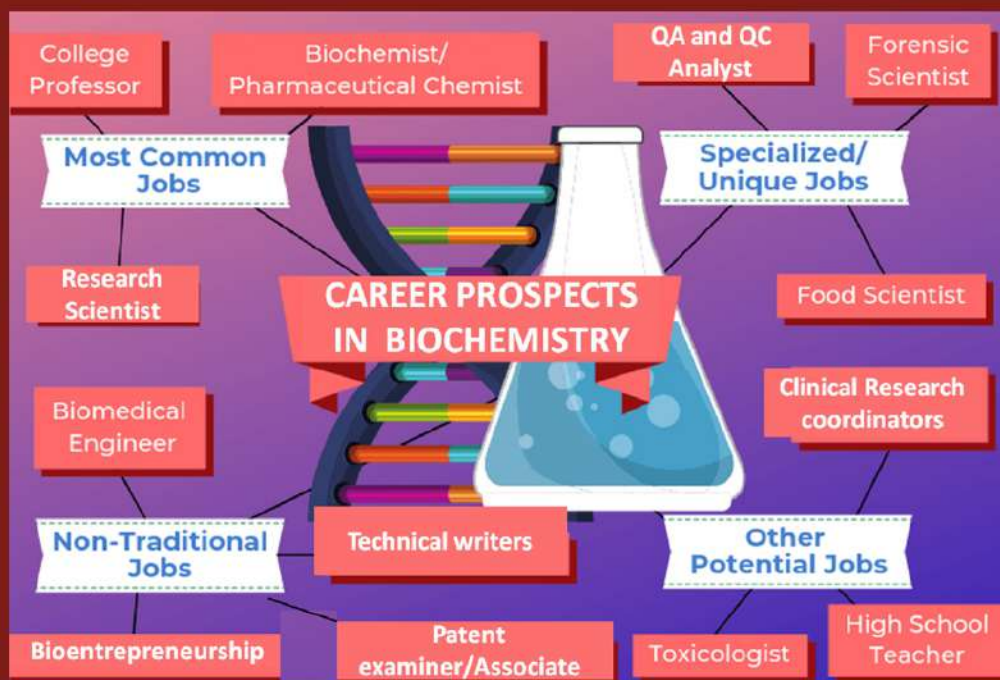 College
Professor
Biochemist/
Pharmaceutical Chemist
QA and QC
Analyst
Forensic
Scientist
Most Common
Jobs
Specialized/
Unique Jobs
Research
Scientist
Food Scientist
CAREER PROSPECTS
IN BIOCHEMISTRY
Biomedical
Engineer
Clinical Research
coordinators
Non-Traditional
Jobs
Technical writers
Other
Potential Jobs
Bioentrepreneurship
Patent
examiner/Associate
Toxicologist
High School
Teacher